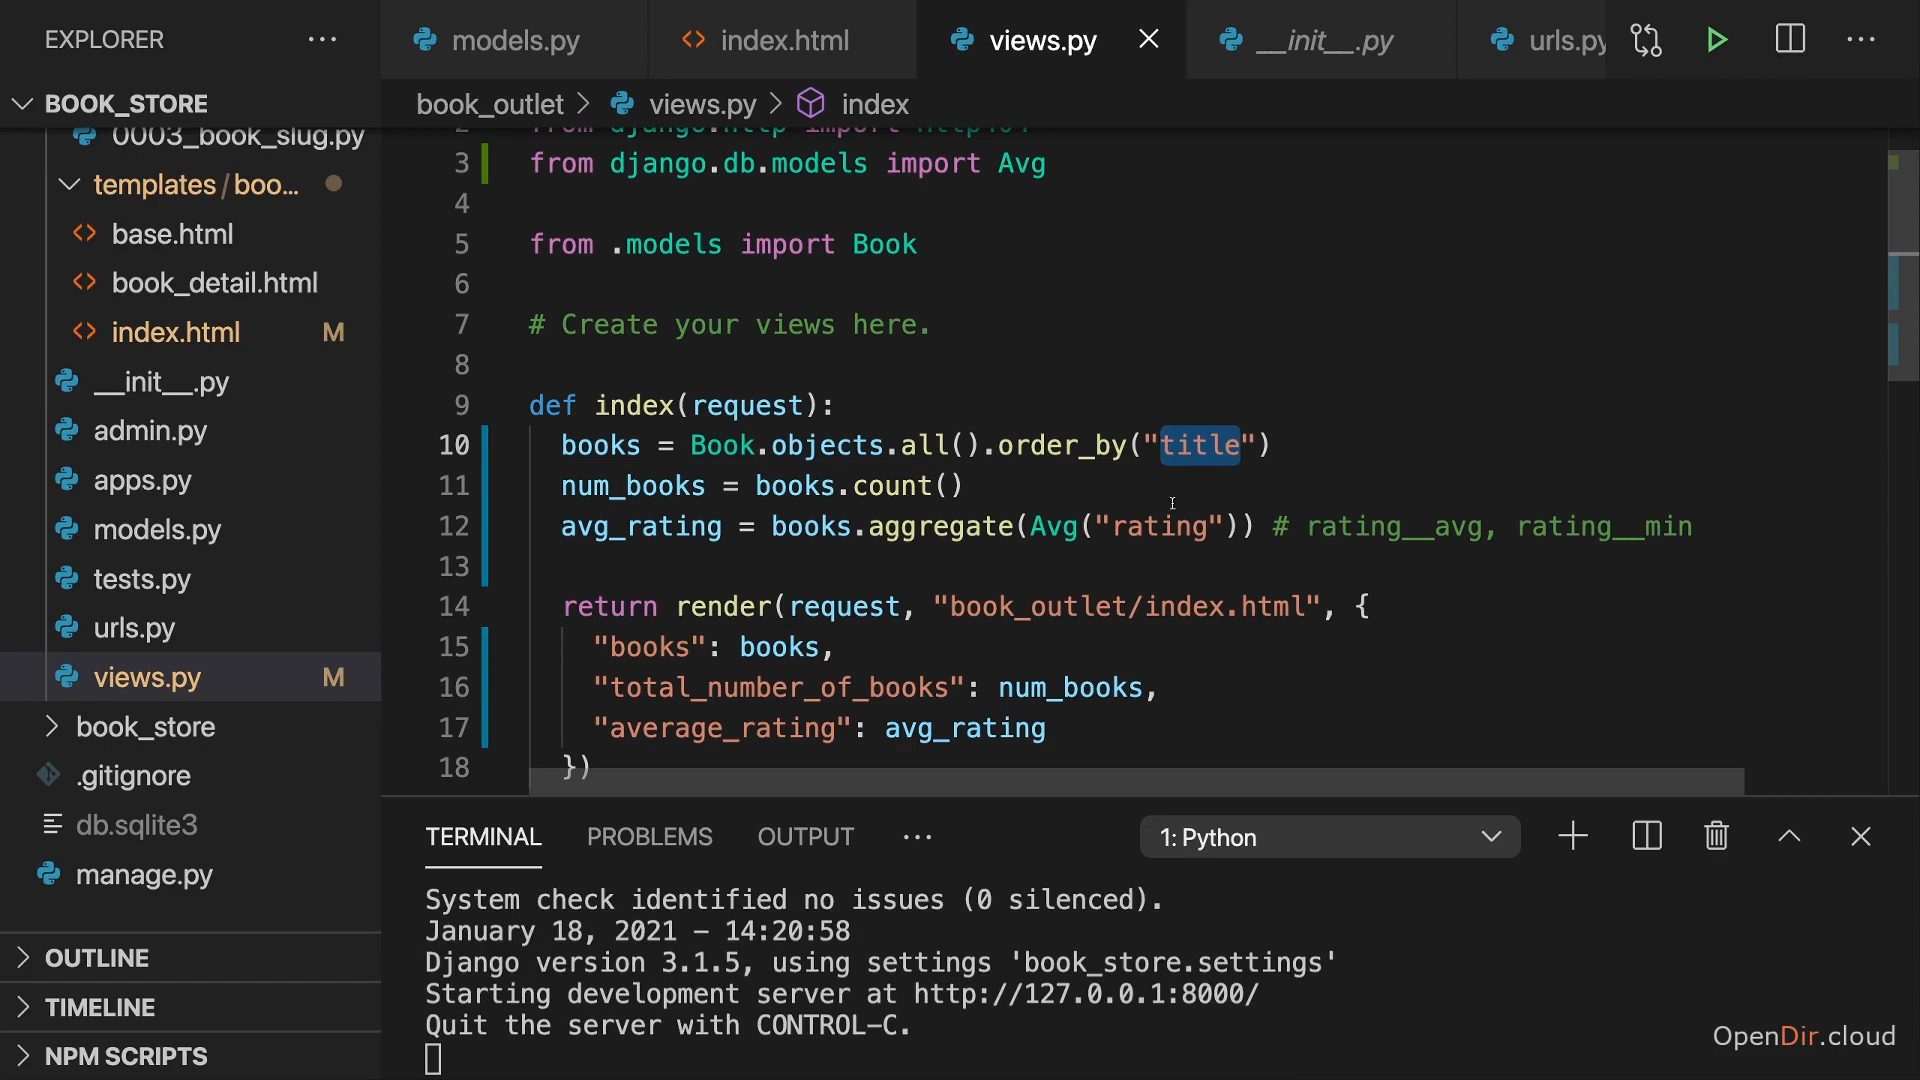 EXPLORER
models.py
index.html
views.py
__init__.py
urls.py
BOOK_STORE
book_outlet > views.py > index
0003_book_slug.py
templates/boo...
base.html
book_detail.html
index.html M
__init__.py
admin.py
apps.py
models.py
tests.py
urls.py
views.py M
book_store
.gitignore
db.sqlite3
manage.py
OUTLINE
TIMELINE
NPM SCRIPTS
2 from django.http import Http404
3 from django.db.models import Avg
4
5 from .models import Book
6
7 # Create your views here.
8
9 def index(request):
10 books = Book.objects.all().order_by("title")
11 num_books = books.count()
12 avg_rating = books.aggregate(Avg("rating")) # rating__avg, rating__min
13
14 return render(request, "book_outlet/index.html", {
15 "books": books,
16 "total_number_of_books": num_books,
17 "average_rating": avg_rating
18 })
TERMINAL PROBLEMS OUTPUT
1: Python
System check identified no issues (0 silenced).
January 18, 2021 - 14:20:58
Django version 3.1.5, using settings 'book_store.settings'
Starting development server at http://127.0.0.1:8000/
Quit the server with CONTROL-C.
OpenDir.cloud